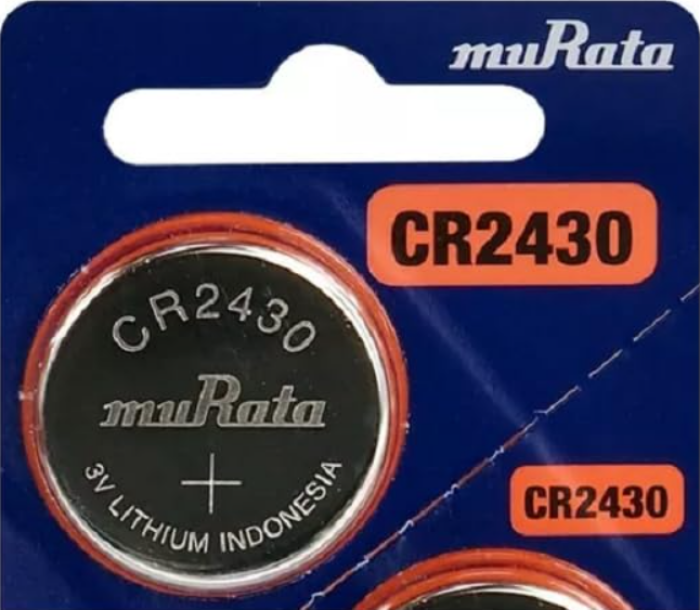 muRata
CR2430
CR2430
muRata
+
3V LITHIUM INDONESIA
CR2430